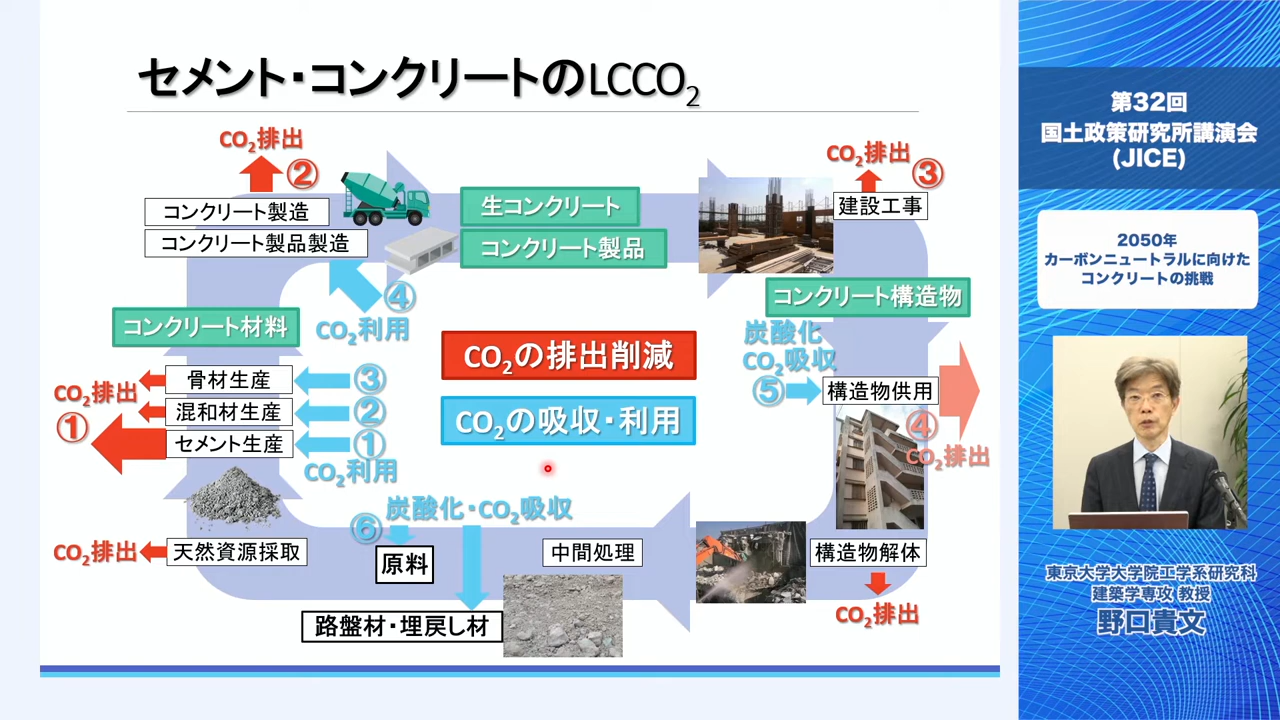 セメント・コンクリートのLCCO₂
CO₂排出
②
コンクリート製造
コンクリート製品製造
生コンクリート
コンクリート製品
CO₂排出
③
建設工事
コンクリート構造物
④
CO₂利用
コンクリート材料
炭酸化
CO₂吸収
⑤
構造物供用
④
CO₂排出
CO₂の排出削減
CO₂の吸収・利用
CO₂排出
①
骨材生産
③
混和材生産
②
セメント生産
①
CO₂利用
炭酸化・CO₂吸収
⑥
原料
中間処理
構造物解体
CO₂排出
CO₂排出
天然資源採取
路盤材・埋戻し材
第32回
国土政策研究所講演会
(JICE)
2050年
カーボンニュートラルに向けた
コンクリートの挑戦
東京大学大学院工学系研究科
建築学専攻 教授
野口貴文